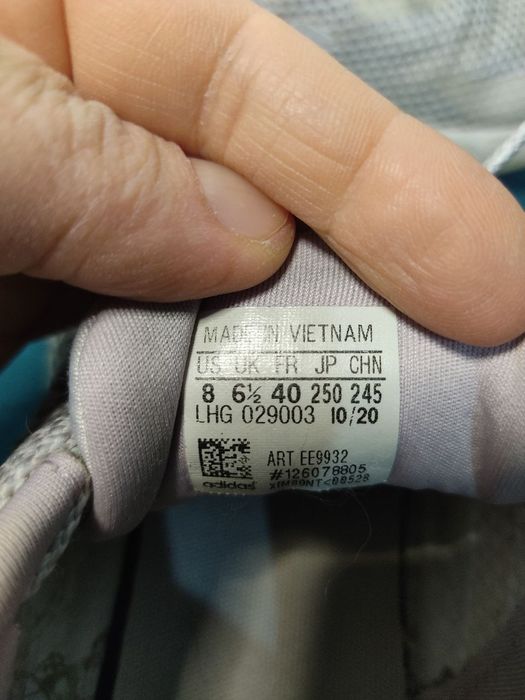 MADE IN VIETNAM
US UK FR JP CHN
8 6½ 40 250 245
LHG 029003 10/20
ART EE9932
#126078805
adidas